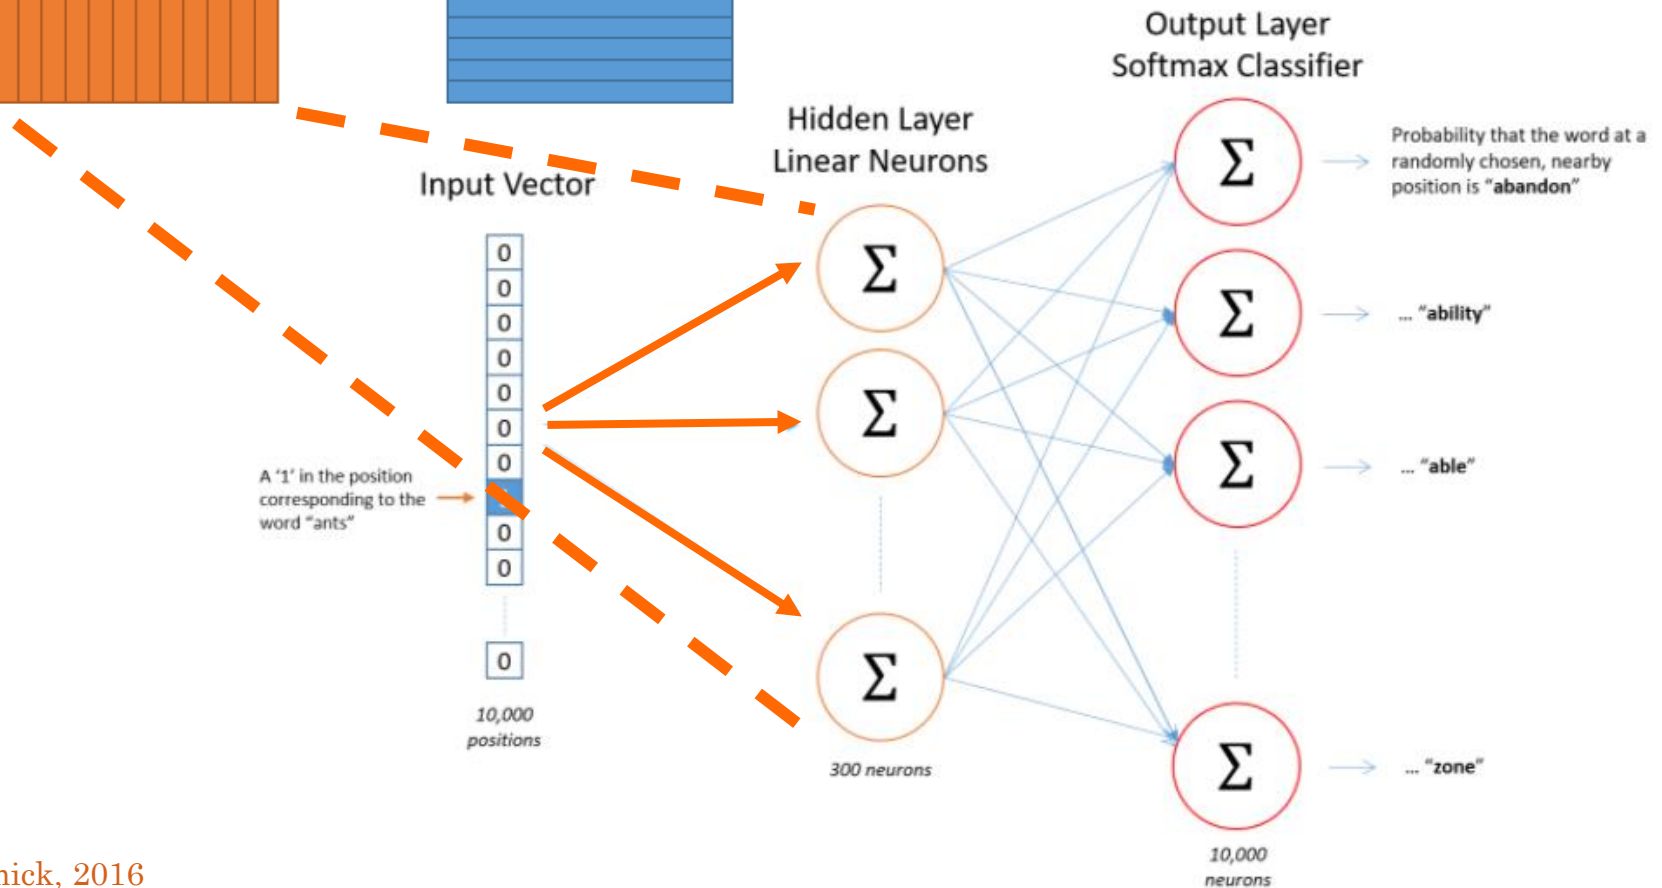 Output Layer
Softmax Classifier
Hidden Layer
Linear Neurons
Input Vector
0
0
0
0
0
0
0
0
0
0
A '1' in the position
corresponding to the
word "ants"
10,000
positions
Σ
Σ
Σ
300 neurons
Σ
Σ
Σ
Σ
10,000
neurons
Probability that the word at a
randomly chosen, nearby
position is "abandon"
... "ability"
... "able"
... "zone"
2016